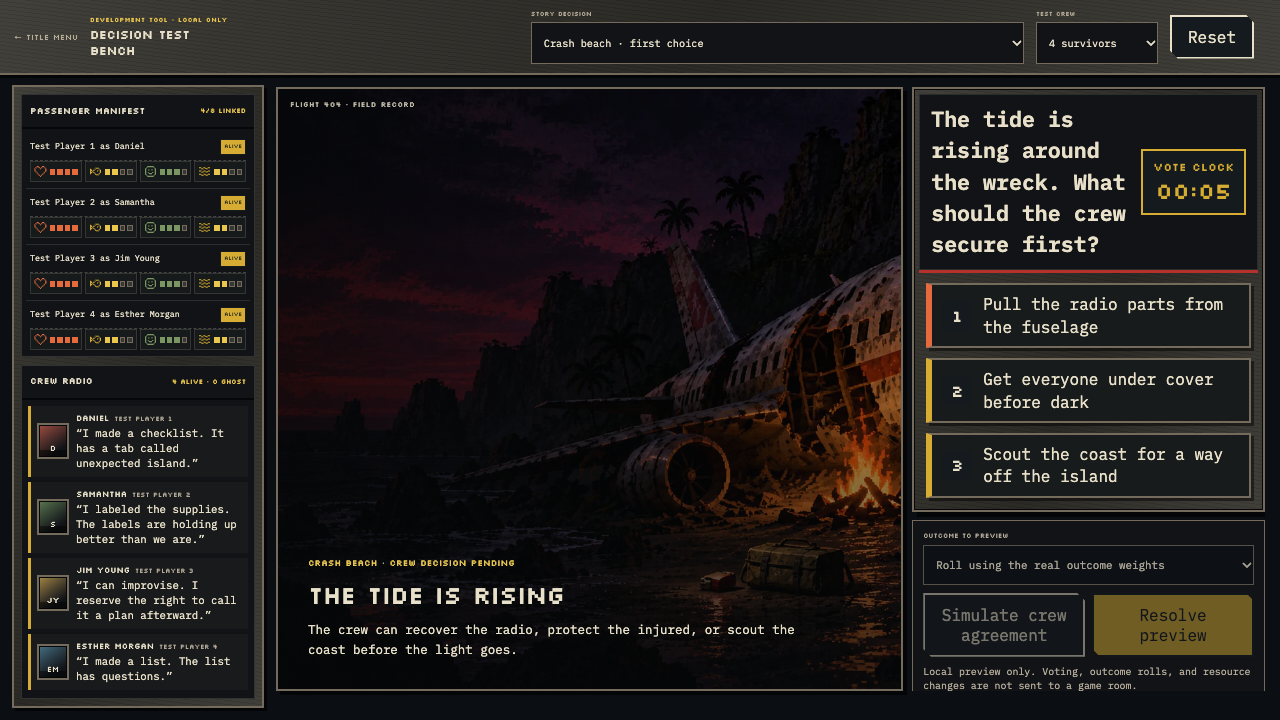 ← TITLE MENU
DEVELOPMENT TOOL · LOCAL ONLY
DECISION TEST
BENCH
STORY DECISION
Crash beach · first choice
TEST CREW
4 survivors
Reset
PASSENGER MANIFEST
4/8 LINKED
Test Player 1 as Daniel
ALIVE
Test Player 2 as Samantha
ALIVE
Test Player 3 as Jim Young
ALIVE
Test Player 4 as Esther Morgan
ALIVE
CREW RADIO
4 ALIVE · 0 GHOST
D
DANIEL TEST PLAYER 1
“I made a checklist. It
has a tab called
unexpected island.”
S
SAMANTHA TEST PLAYER 2
“I labeled the supplies.
The labels are holding up
better than we are.”
JY
JIM YOUNG TEST PLAYER 3
“I can improvise. I
reserve the right to call
it a plan afterward.”
EM
ESTHER MORGAN TEST PLAYER 4
“I made a list. The list
has questions.”
FLIGHT 404 · FIELD RECORD
CRASH BEACH · CREW DECISION PENDING
THE TIDE IS RISING
The crew can recover the radio, protect the injured, or scout the
coast before the light goes.
The tide is
rising around
the wreck. What
should the crew
secure first?
VOTE CLOCK
00:05
1
Pull the radio parts from
the fuselage
2
Get everyone under cover
before dark
3
Scout the coast for a way
off the island
OUTCOME TO PREVIEW
Roll using the real outcome weights
Simulate crew
agreement
Resolve
preview
Local preview only. Voting, outcome rolls, and resource
changes are not sent to a game room.